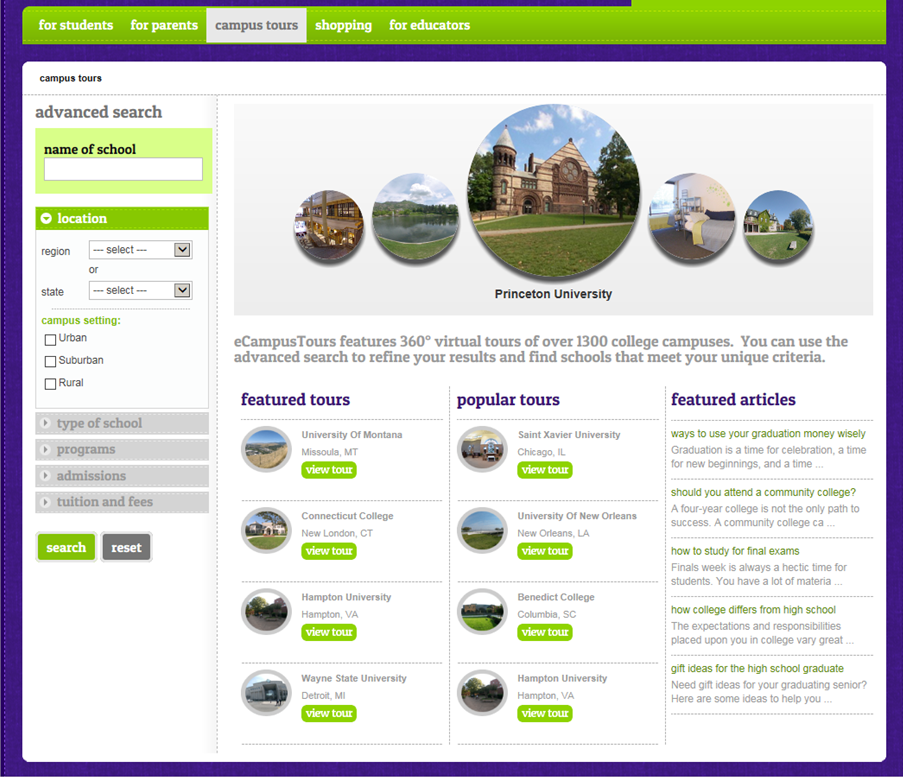 for students for parents campus tours shopping for educators
campus tours
advanced search
name of school
location
region --- select ---
or
state --- select ---
campus setting:
Urban
Suburban
Rural
type of school
programs
admissions
tuition and fees
search reset
Princeton University
eCampusTours features 360° virtual tours of over 1300 college campuses. You can use the
advanced search to refine your results and find schools that meet your unique criteria.
featured tours
University Of Montana
Missoula, MT
view tour
Connecticut College
New London, CT
view tour
Hampton University
Hampton, VA
view tour
Wayne State University
Detroit, MI
view tour
popular tours
Saint Xavier University
Chicago, IL
view tour
University Of New Orleans
New Orleans, LA
view tour
Benedict College
Columbia, SC
view tour
Hampton University
Hampton, VA
view tour
featured articles
ways to use your graduation money wisely
Graduation is a time for celebration, a time
for new beginnings, and a time ...
should you attend a community college?
A four-year college is not the only path to
success. A community college ca ...
how to study for final exams
Finals week is always a hectic time for
students. You have a lot of materia ...
how college differs from high school
The expectations and responsibilities
placed upon you in college vary great ...
gift ideas for the high school graduate
Need gift ideas for your graduating senior?
Here are some ideas to help you ...